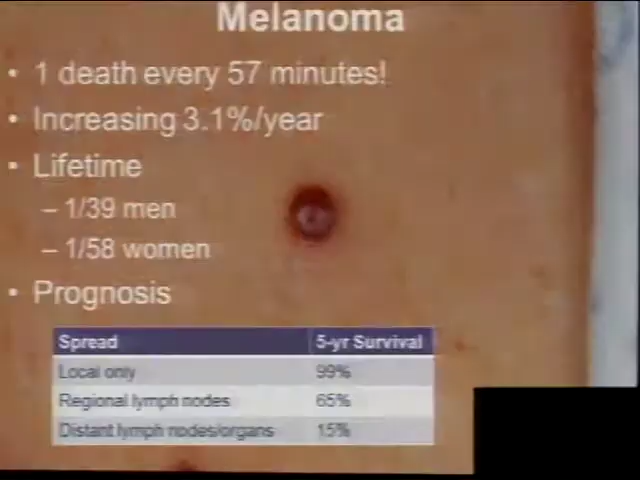 Melanoma
• 1 death every 57 minutes!
• Increasing 3.1%/year
• Lifetime
– 1/39 men
– 1/58 women
• Prognosis
Spread 5-yr Survival
Local only 99%
Regional lymph nodes 65%
Distant lymph nodes/organs 15%